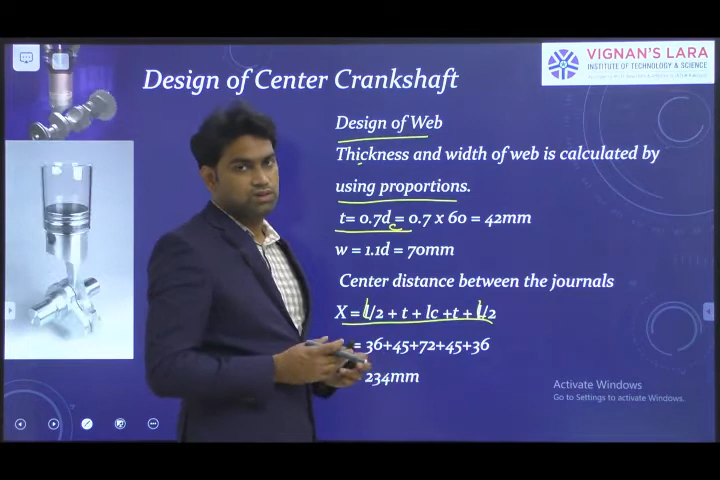 VIGNAN'S LARA
INSTITUTE OF TECHNOLOGY & SCIENCE
Design of Center Crankshaft
Design of Web
Thickness and width of web is calculated by
using proportions.
t= 0.7d = 0.7 x 60 = 42mm
w = 1.1d = 70mm
Center distance between the journals
X = l/2 + t + lc +t + l/2
= 36+45+72+45+36
234mm
Activate Windows
Go to Settings to activate Windows.